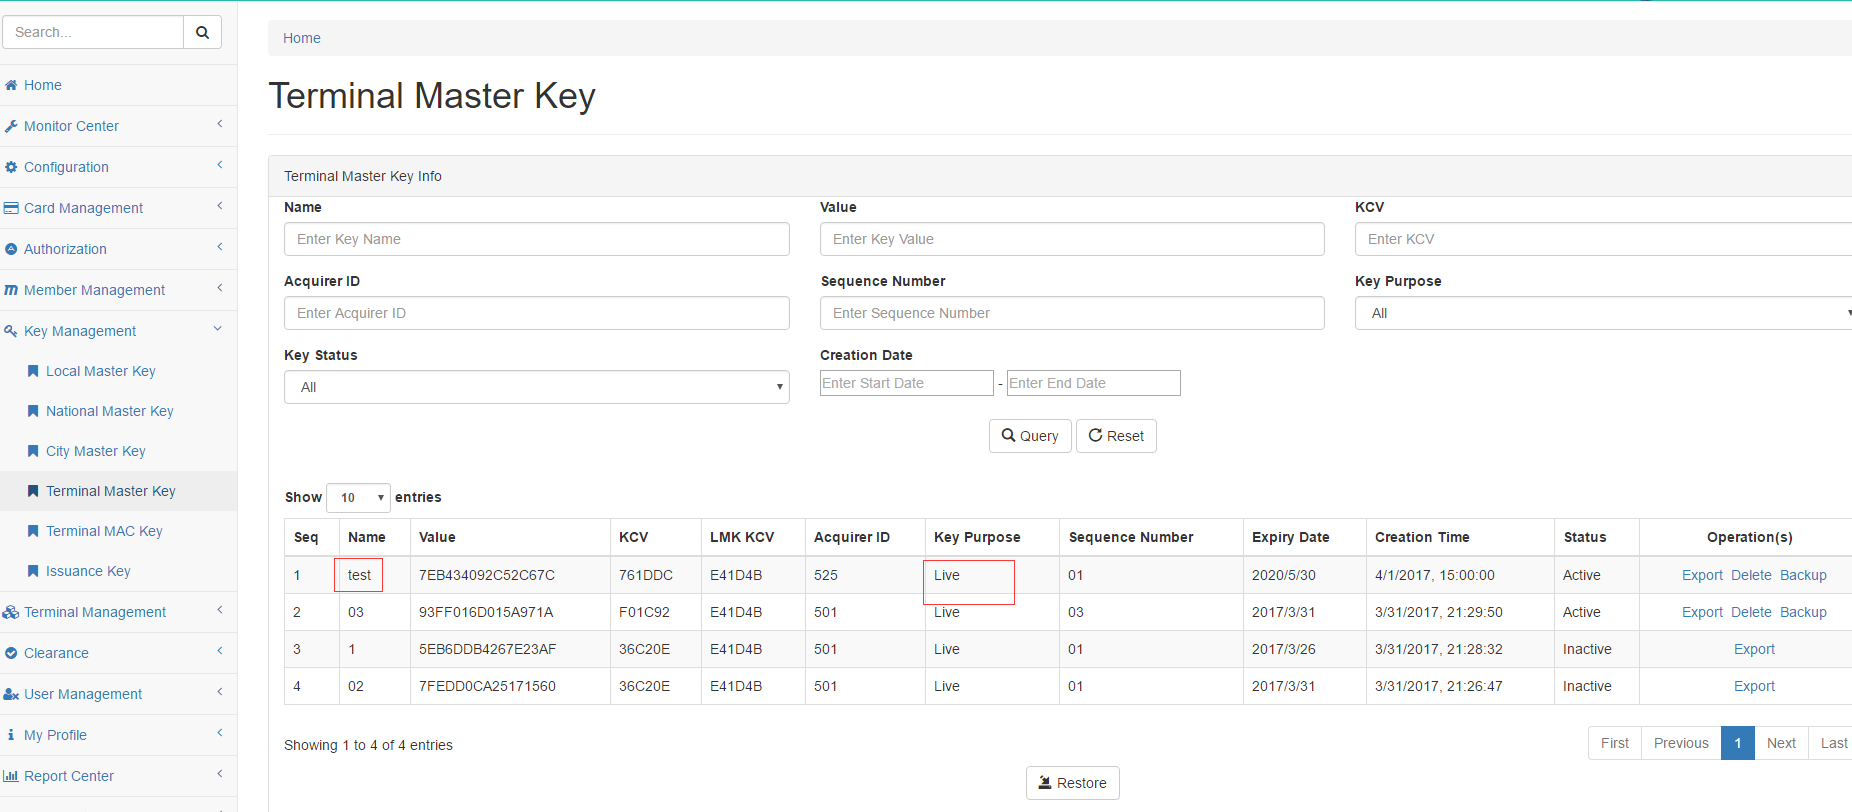 Search...
Home
Monitor Center
Configuration
Card Management
Authorization
Member Management
Key Management
Local Master Key
National Master Key
City Master Key
Terminal Master Key
Terminal MAC Key
Issuance Key
Terminal Management
Clearance
User Management
My Profile
Report Center
Home
Terminal Master Key
Terminal Master Key Info
Name Value KCV
Enter Key Name Enter Key Value Enter KCV
Acquirer ID Sequence Number Key Purpose
Enter Acquirer ID Enter Sequence Number All
Key Status Creation Date
All Enter Start Date - Enter End Date
Query Reset
Show 10 entries
Seq Name Value KCV LMK KCV Acquirer ID Key Purpose Sequence Number Expiry Date Creation Time Status Operation(s)
1 test 7EB434092C52C67C 761DDC E41D4B 525 Live 01 2020/5/30 4/1/2017, 15:00:00 Active Export Delete Backup
2 03 93FF016D015A971A F01C92 E41D4B 501 Live 03 2017/3/31 3/31/2017, 21:29:50 Active Export Delete Backup
3 1 5EB6DDB4267E23AF 36C20E E41D4B 501 Live 01 2017/3/26 3/31/2017, 21:28:32 Inactive Export
4 02 7FEDD0CA25171560 36C20E E41D4B 501 Live 01 2017/3/31 3/31/2017, 21:26:47 Inactive Export
Showing 1 to 4 of 4 entries
First Previous 1 Next Last
Restore